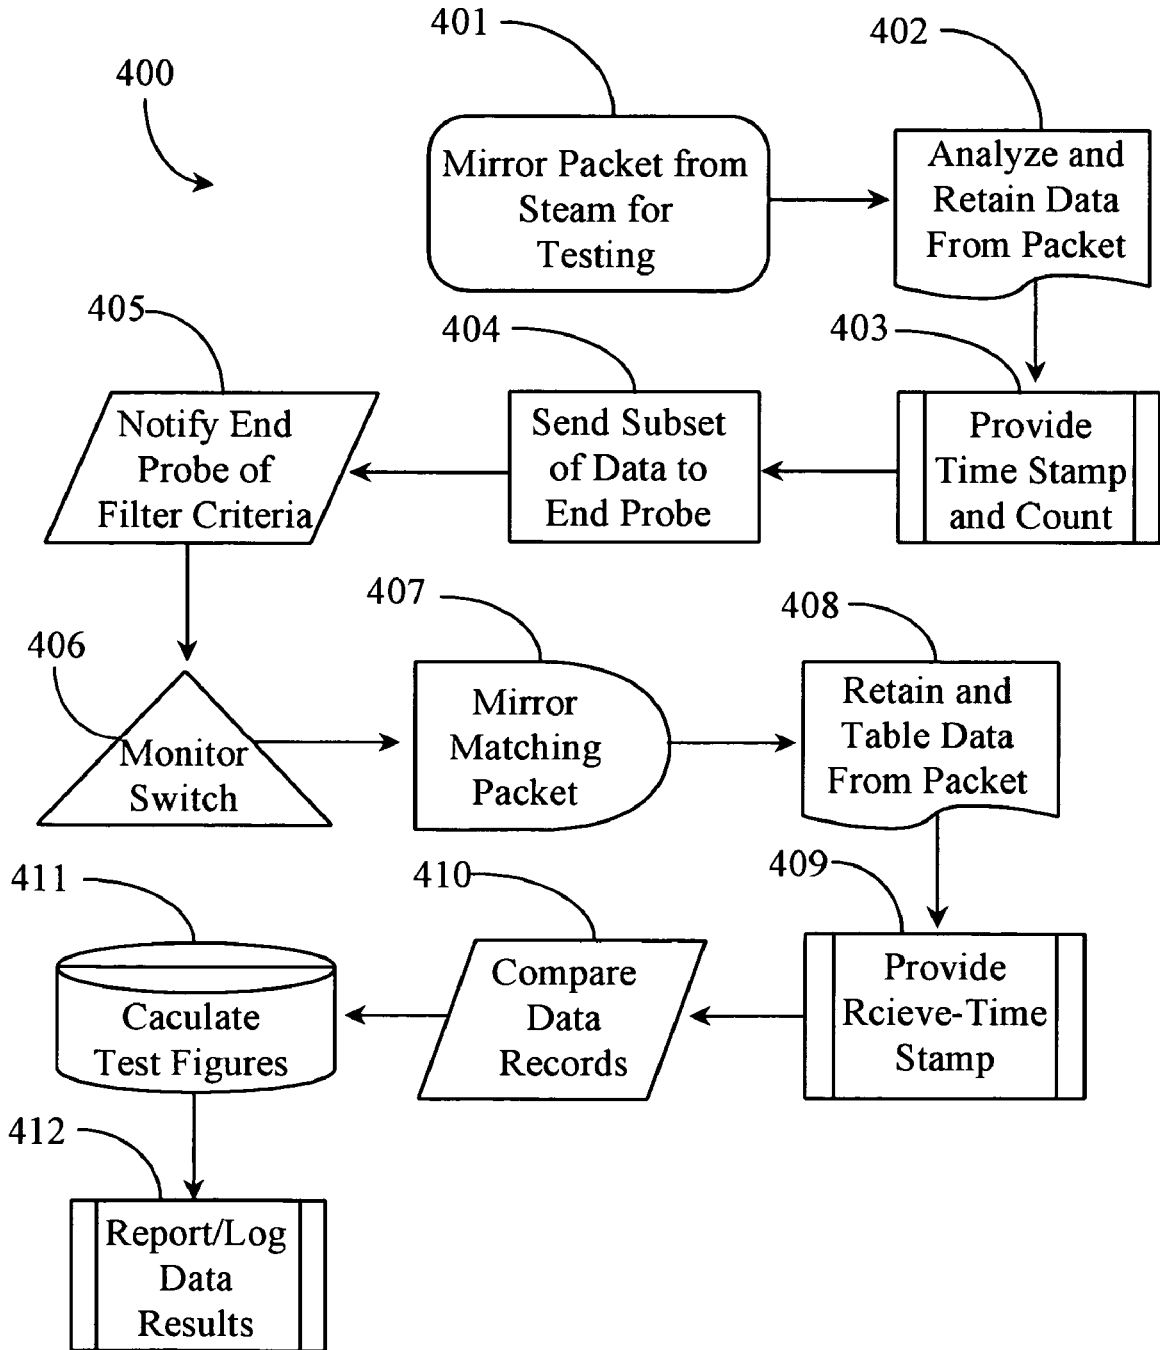 400
401
Mirror Packet from
Steam for
Testing
402
Analyze and
Retain Data
From Packet
403
Provide
Time Stamp
and Count
404
Send Subset
of Data to
End Probe
405
Notify End
Probe of
Filter Criteria
406
Monitor
Switch
407
Mirror
Matching
Packet
408
Retain and
Table Data
From Packet
409
Provide
Rcieve-Time
Stamp
410
Compare
Data
Records
411
Caculate
Test Figures
412
Report/Log
Data
Results